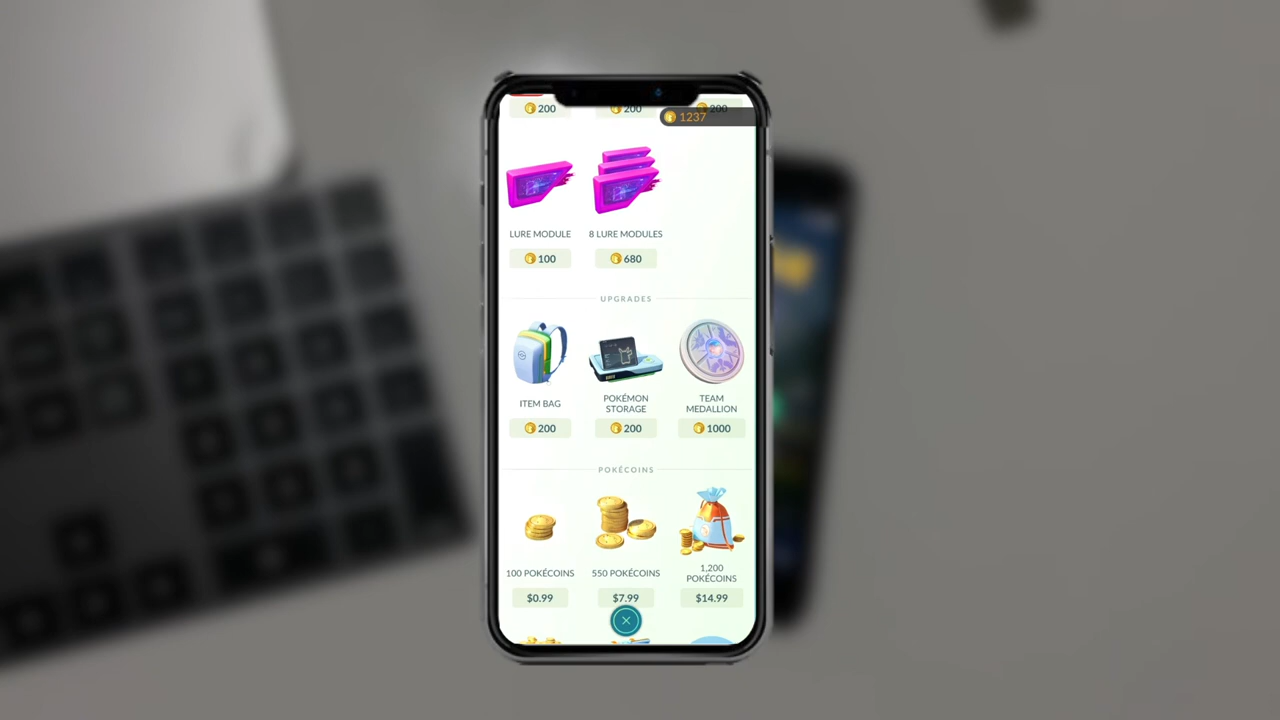 200 200 200
1237
LURE MODULE 8 LURE MODULES
100 680
UPGRADES
ITEM BAG POKÉMON STORAGE TEAM MEDALLION
200 200 1000
POKÉCOINS
100 POKÉCOINS 550 POKÉCOINS 1,200 POKÉCOINS
$0.99 $7.99 $14.99